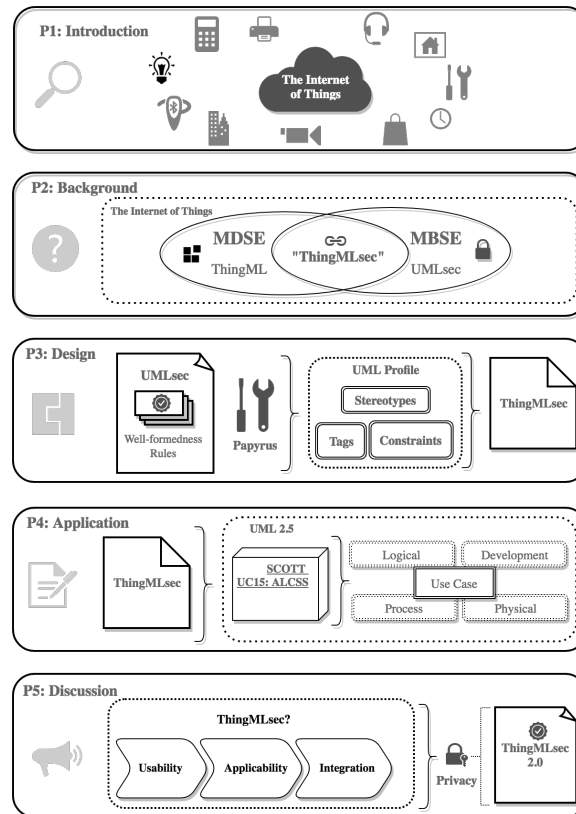 P1: Introduction
The Internet
of Things
P2: Background
The Internet of Things
MDSE
ThingML
"ThingMLsec"
MBSE
UMLsec
?
P3: Design
UMLsec
Well-formedness
Rules
Papyrus
UML Profile
Stereotypes
Tags
Constraints
ThingMLsec
P4: Application
ThingMLsec
UML 2.5
SCOTT
UC15: ALCSS
Logical
Development
Use Case
Process
Physical
P5: Discussion
ThingMLsec?
Usability
Applicability
Integration
Privacy
ThingMLsec
2.0